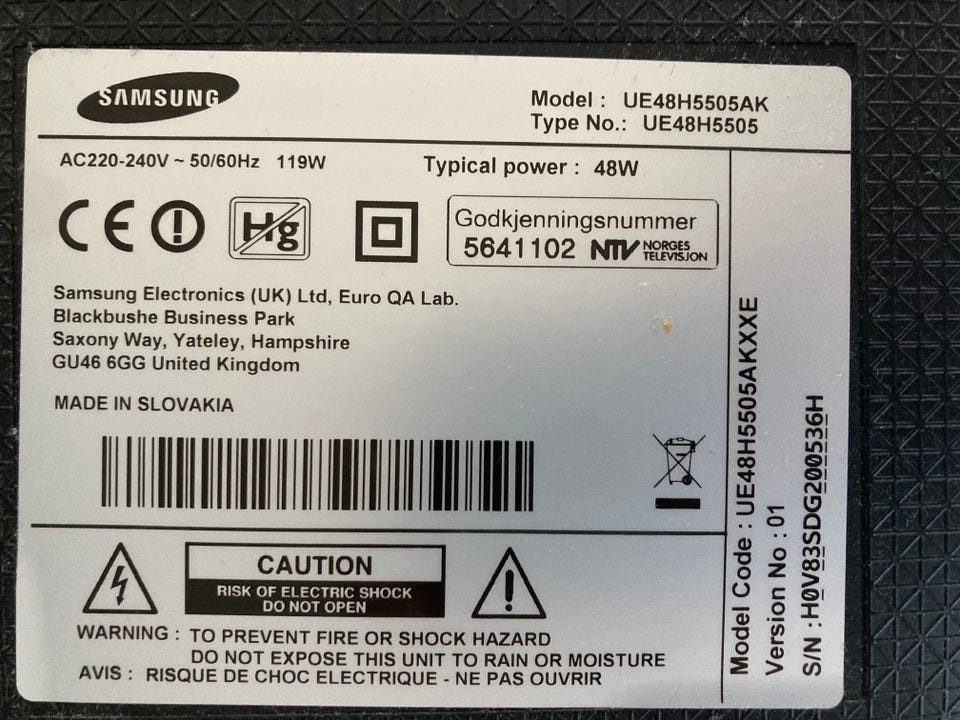 SAMSUNG
Model : UE48H5505AK
Type No.: UE48H5505
AC220-240V ~ 50/60Hz 119W
Typical power : 48W
CE
Hg
Godkjenningsnummer
5641102 NTV NORGES
TELEVISJON
Samsung Electronics (UK) Ltd, Euro QA Lab.
Blackbushe Business Park
Saxony Way, Yateley, Hampshire
GU46 6GG United Kingdom
MADE IN SLOVAKIA
CAUTION
RISK OF ELECTRIC SHOCK
DO NOT OPEN
WARNING : TO PREVENT FIRE OR SHOCK HAZARD
DO NOT EXPOSE THIS UNIT TO RAIN OR MOISTURE
AVIS : RISQUE DE CHOC ELECTRIQUE - NE PAS OUVRIR
Model Code : UE48H5505AKXXE
Version No : 01
S/N : H0V83SDG200536H